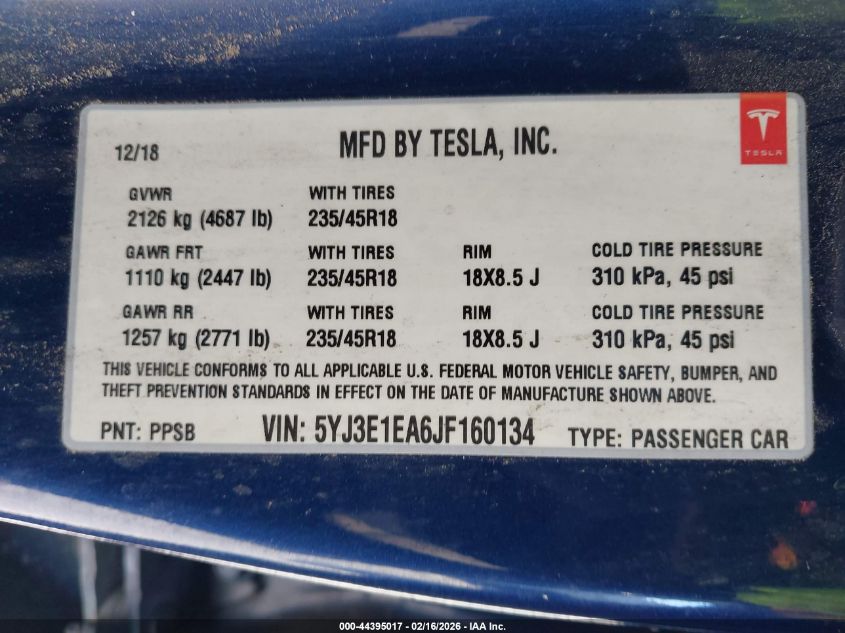 12/18
MFD BY TESLA, INC.
TESLA
GVWR WITH TIRES
2126 kg (4687 lb) 235/45R18
GAWR FRT WITH TIRES RIM COLD TIRE PRESSURE
1110 kg (2447 lb) 235/45R18 18X8.5 J 310 kPa, 45 psi
GAWR RR WITH TIRES RIM COLD TIRE PRESSURE
1257 kg (2771 lb) 235/45R18 18X8.5 J 310 kPa, 45 psi
THIS VEHICLE CONFORMS TO ALL APPLICABLE U.S. FEDERAL MOTOR VEHICLE SAFETY, BUMPER, AND
THEFT PREVENTION STANDARDS IN EFFECT ON THE DATE OF MANUFACTURE SHOWN ABOVE.
PNT: PPSB VIN: 5YJ3E1EA6JF160134 TYPE: PASSENGER CAR
000-44395017 - 02/16/2026 - IAA Inc.